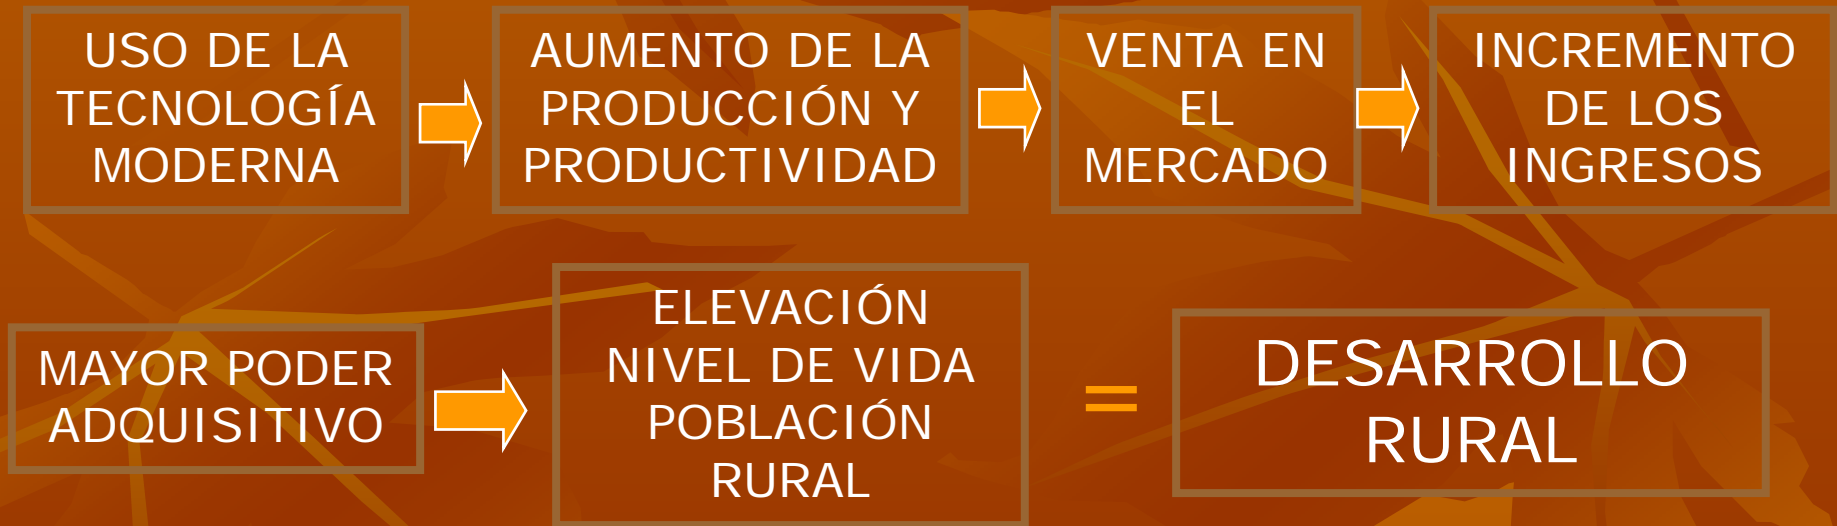 USO DE LA
TECNOLOGÍA
MODERNA
AUMENTO DE LA
PRODUCCIÓN Y
PRODUCTIVIDAD
VENTA EN
EL
MERCADO
INCREMENTO
DE LOS
INGRESOS
MAYOR PODER
ADQUISITIVO
ELEVACIÓN
NIVEL DE VIDA
POBLACIÓN
RURAL
=
DESARROLLO
RURAL